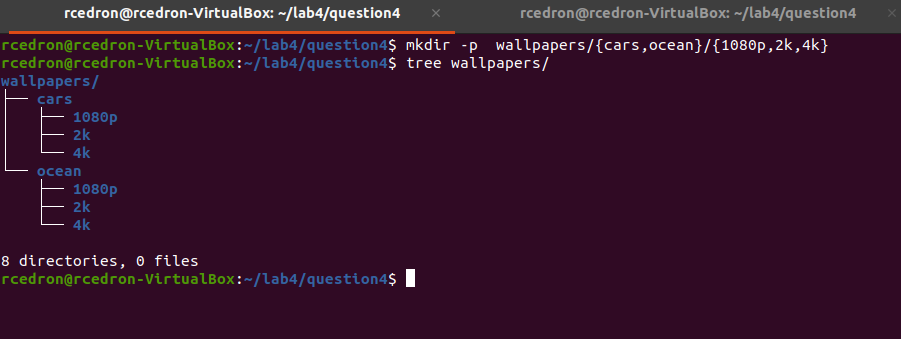 rcedron@rcedron-VirtualBox: ~/lab4/question4 × rcedron@rcedron-VirtualBox: ~/lab4/question4 ×
rcedron@rcedron-VirtualBox:~/lab4/question4$ mkdir -p  wallpapers/{cars,ocean}/{1080p,2k,4k}
rcedron@rcedron-VirtualBox:~/lab4/question4$ tree wallpapers/
wallpapers/
├── cars
│   ├── 1080p
│   ├── 2k
│   └── 4k
└── ocean
    ├── 1080p
    ├── 2k
    └── 4k
8 directories, 0 files
rcedron@rcedron-VirtualBox:~/lab4/question4$